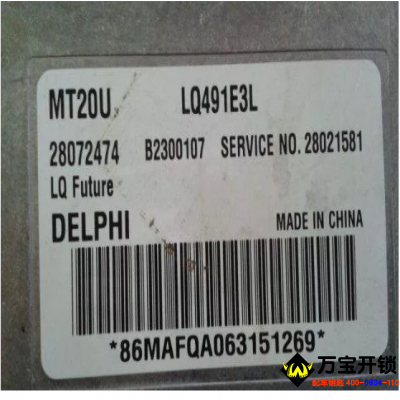 MT20U LQ491E3L
28072474 B2300107 SERVICE NO. 28021581
LQ Future
DELPHI MADE IN CHINA
*86MAFQA063151269*
万宝开锁